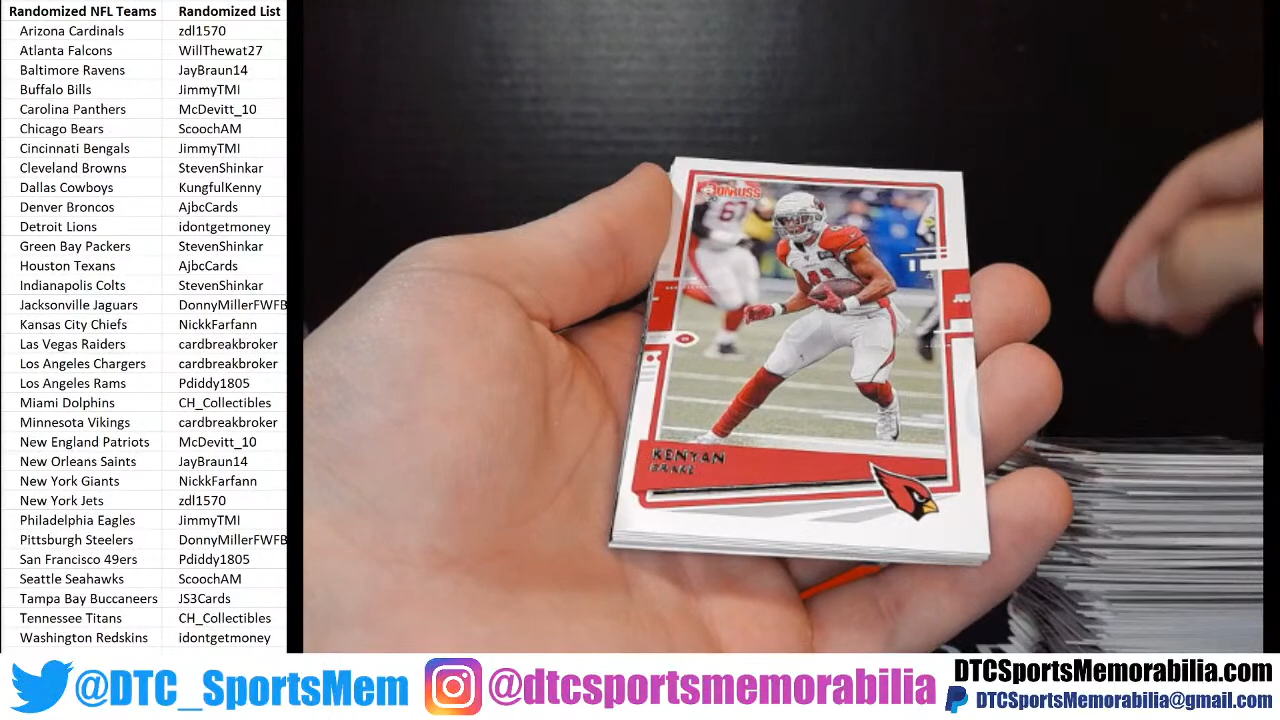 Randomized NFL Teams Randomized List
Arizona Cardinals zdl1570
Atlanta Falcons WillThewat27
Baltimore Ravens JayBraun14
Buffalo Bills JimmyTMI
Carolina Panthers McDevitt_10
Chicago Bears ScoochAM
Cincinnati Bengals JimmyTMI
Cleveland Browns StevenShinkar
Dallas Cowboys KungfulKenny
Denver Broncos AjbcCards
Detroit Lions idontgetmoney
Green Bay Packers StevenShinkar
Houston Texans AjbcCards
Indianapolis Colts StevenShinkar
Jacksonville Jaguars DonnyMillerFWFB
Kansas City Chiefs NickkFarfann
Las Vegas Raiders cardbreakbroker
Los Angeles Chargers cardbreakbroker
Los Angeles Rams Pdiddy1805
Miami Dolphins CH_Collectibles
Minnesota Vikings cardbreakbroker
New England Patriots McDevitt_10
New Orleans Saints JayBraun14
New York Giants NickkFarfann
New York Jets zdl1570
Philadelphia Eagles JimmyTMI
Pittsburgh Steelers DonnyMillerFWFB
San Francisco 49ers Pdiddy1805
Seattle Seahawks ScoochAM
Tampa Bay Buccaneers JS3Cards
Tennessee Titans CH_Collectibles
Washington Redskins idontgetmoney
DONRUSS
67
41
KENYAN
DRAKE
@DTC_SportsMem
@dtcsportsmemorabilia
DTCSportsMemorabilia.com
DTCSportsMemorabilia@gmail.com